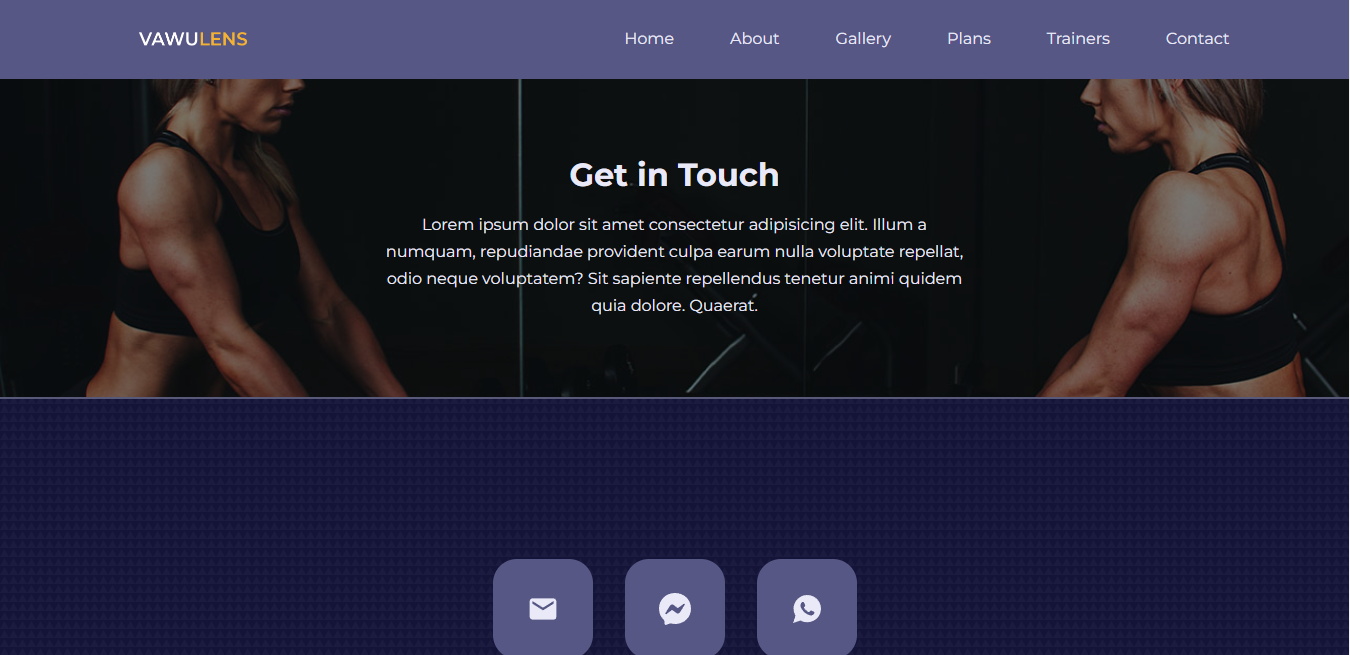 VAWULENS
Home
About
Gallery
Plans
Trainers
Contact
Get in Touch
Lorem ipsum dolor sit amet consectetur adipisicing elit. Illum a
numquam, repudiandae provident culpa earum nulla voluptate repellat,
odio neque voluptatem? Sit sapiente repellendus tenetur animi quidem
quia dolore. Quaerat.